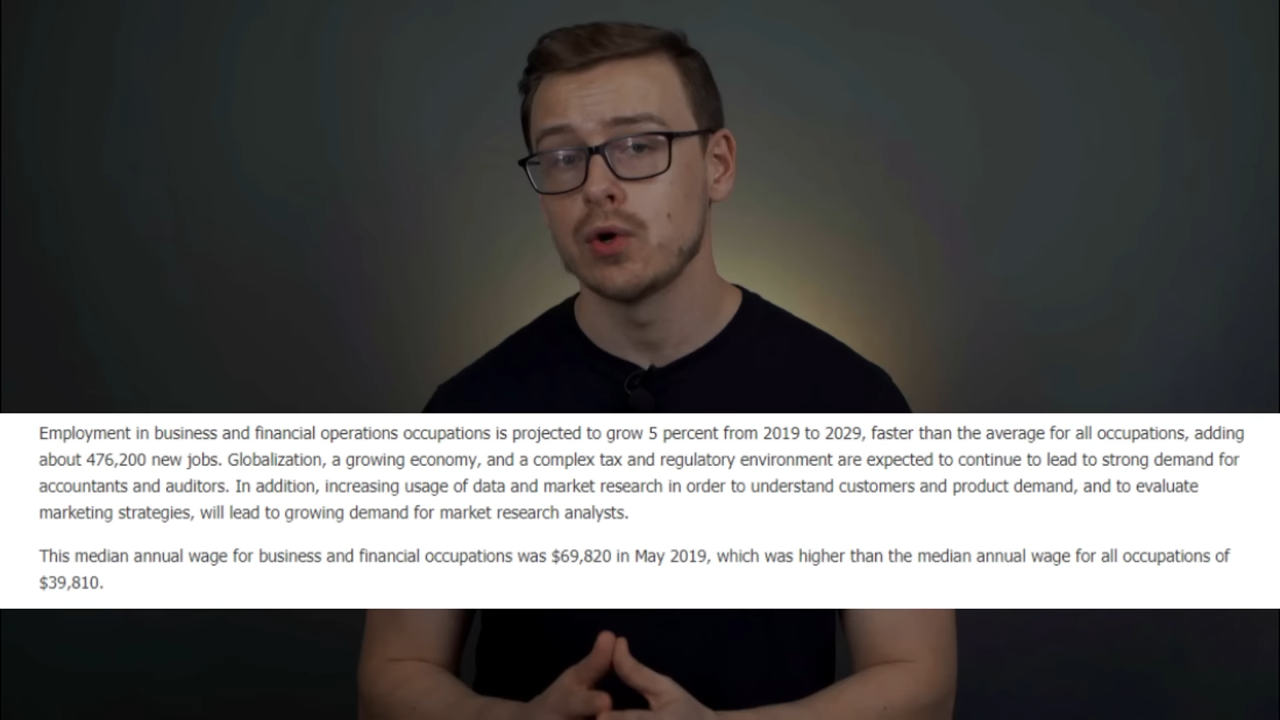 Employment in business and financial operations occupations is projected to grow 5 percent from 2019 to 2029, faster than the average for all occupations, adding
about 476,200 new jobs. Globalization, a growing economy, and a complex tax and regulatory environment are expected to continue to lead to strong demand for
accountants and auditors. In addition, increasing usage of data and market research in order to understand customers and product demand, and to evaluate
marketing strategies, will lead to growing demand for market research analysts.
This median annual wage for business and financial occupations was $69,820 in May 2019, which was higher than the median annual wage for all occupations of
$39,810.